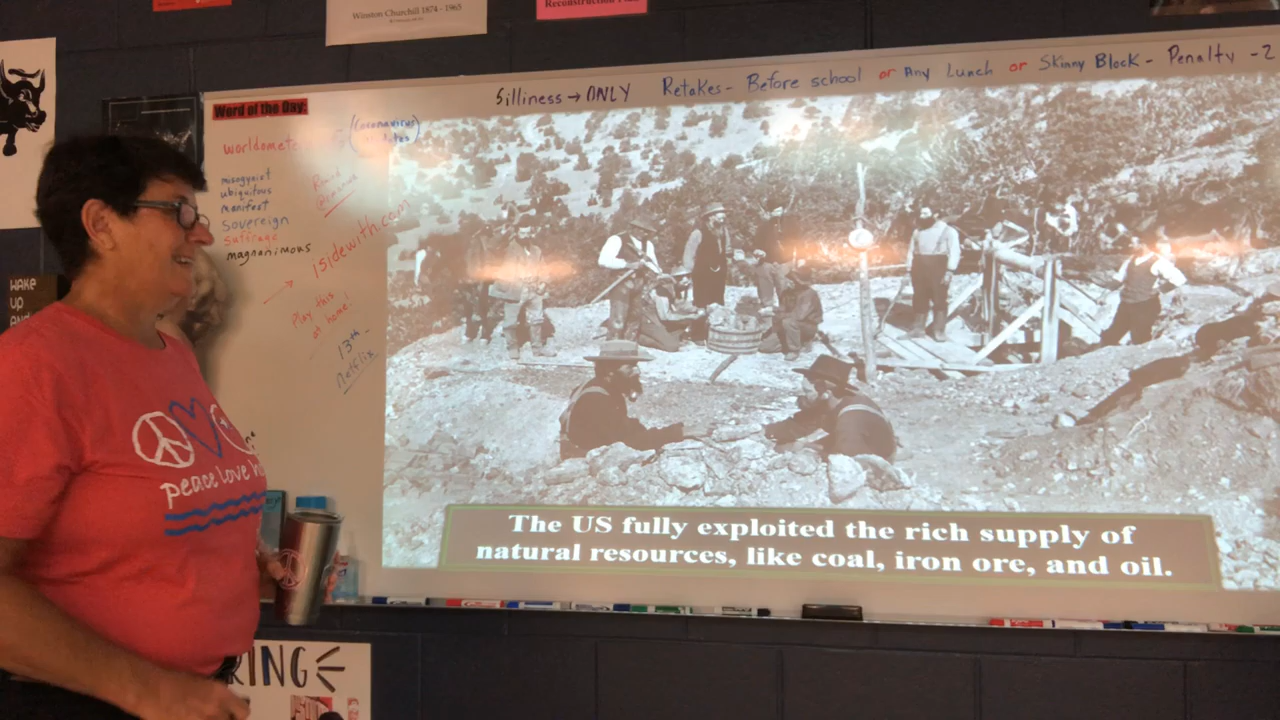 Winston Churchill 1874 - 1965
Reconstruction
Silliness → ONLY
Retakes - Before school or Any Lunch or Skinny Block - Penalty -2
Word of the Day:
worldomete
(Coronavirus
misogynist
ubiquitous
manifest
sovereign
suffrage
magnanimous
→ Isidewith.com
Play this
at home!
13th -
Netflix
WAKE
UP
AND
peace love
The US fully exploited the rich supply of
natural resources, like coal, iron ore, and oil.
RING